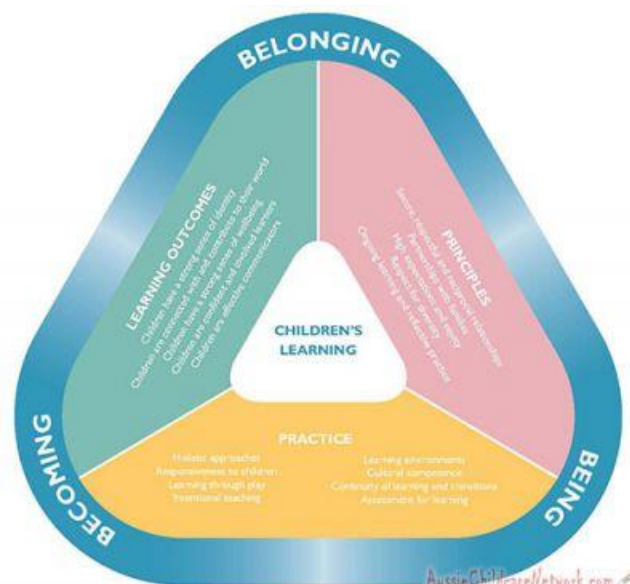 BELONGING
LEARNING OUTCOMES
Children have a strong sense of identity
Children are connected with and contribute to their world
Children have a strong sense of wellbeing
Children are confident and involved learners
Children are effective communicators
PRINCIPLES
Secure, respectful and reciprocal relationships
Partnerships with families
High expectations and equity
Respect for diversity
Ongoing learning and reflective practice
CHILDREN'S
LEARNING
PRACTICE
Holistic approaches
Responsiveness to children
Learning through play
Intentional teaching
Learning environments
Cultural competence
Continuity of learning and transitions
Assessment for learning
BECOMING
BEING
AussieChildcareNetwork.com